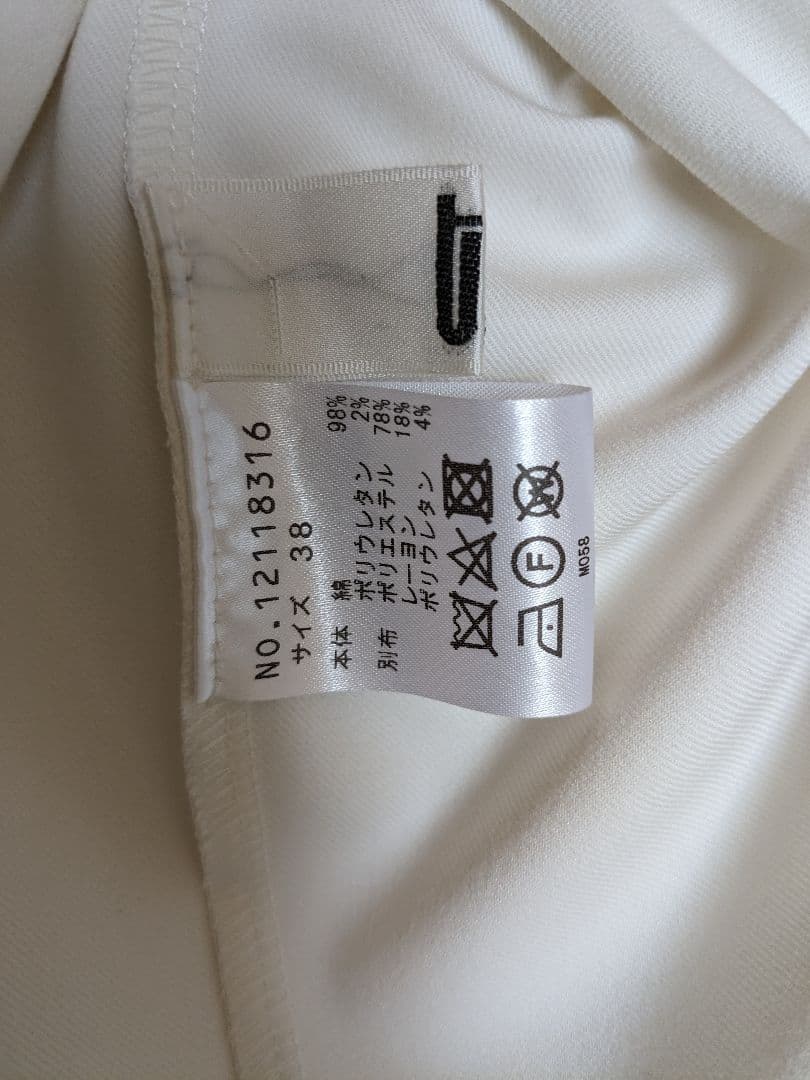 NO.12118316
サイズ 38
本体 綿 98%
ポリウレタン 2%
別布 ポリエステル 78%
レーヨン 18%
ポリウレタン 4%
F
W
M058